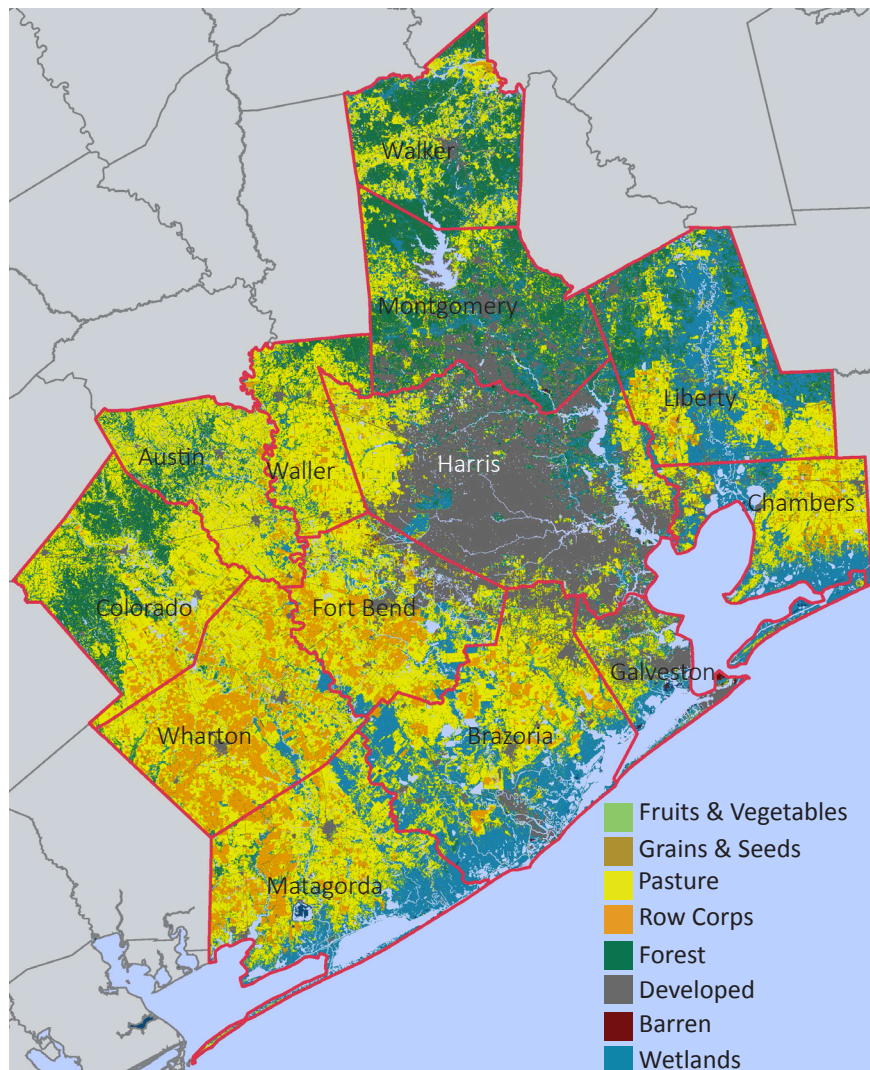 Walker
Montgomery
Liberty
Austin
Waller
Harris
Chambers
Colorado
Fort Bend
Galveston
Wharton
Brazoria
Matagorda
Fruits & Vegetables
Grains & Seeds
Pasture
Row Corps
Forest
Developed
Barren
Wetlands